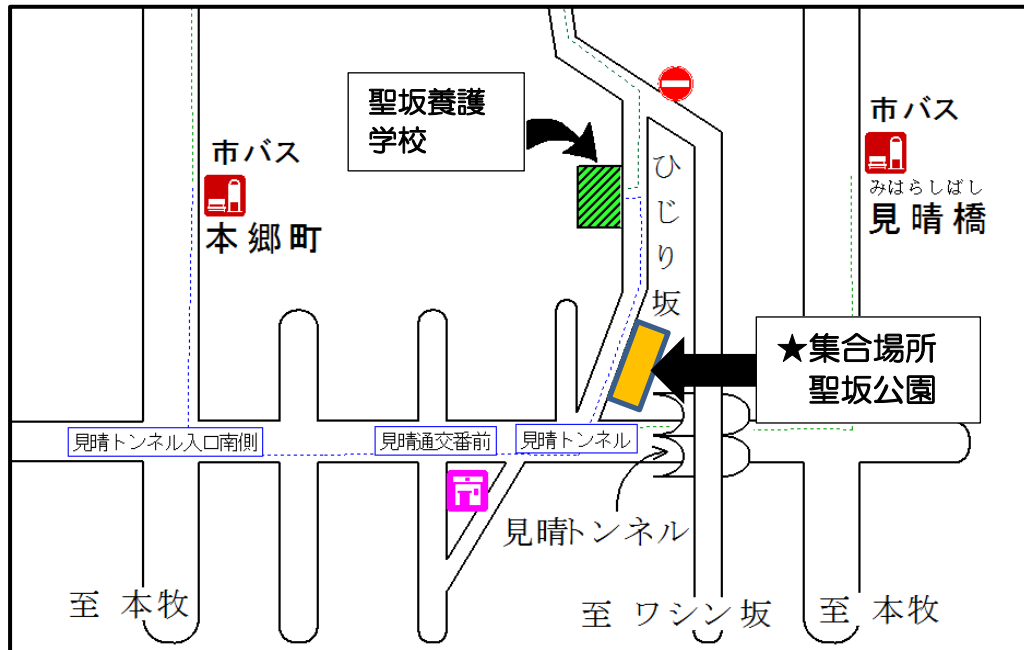 聖坂養護
学校
市バス
本郷町
ひじり坂
市バス
みはらしばし
見晴橋
★集合場所
聖坂公園
見晴トンネル入口南側
見晴通交番前
見晴トンネル
見晴トンネル
至 本牧
至 ワシン坂
至 本牧